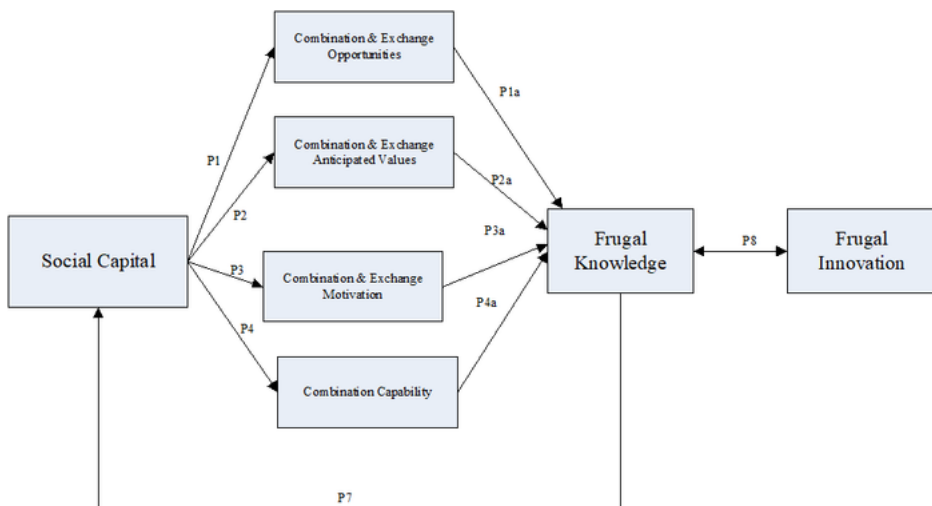 Combination & Exchange
Opportunities
P1a
Combination & Exchange
Anticipated Values
P1
P2a
P2
P3a
Social Capital
Frugal
Knowledge
P8
Frugal
Innovation
P3
Combination & Exchange
Motivation
P4a
P4
Combination Capability
P7